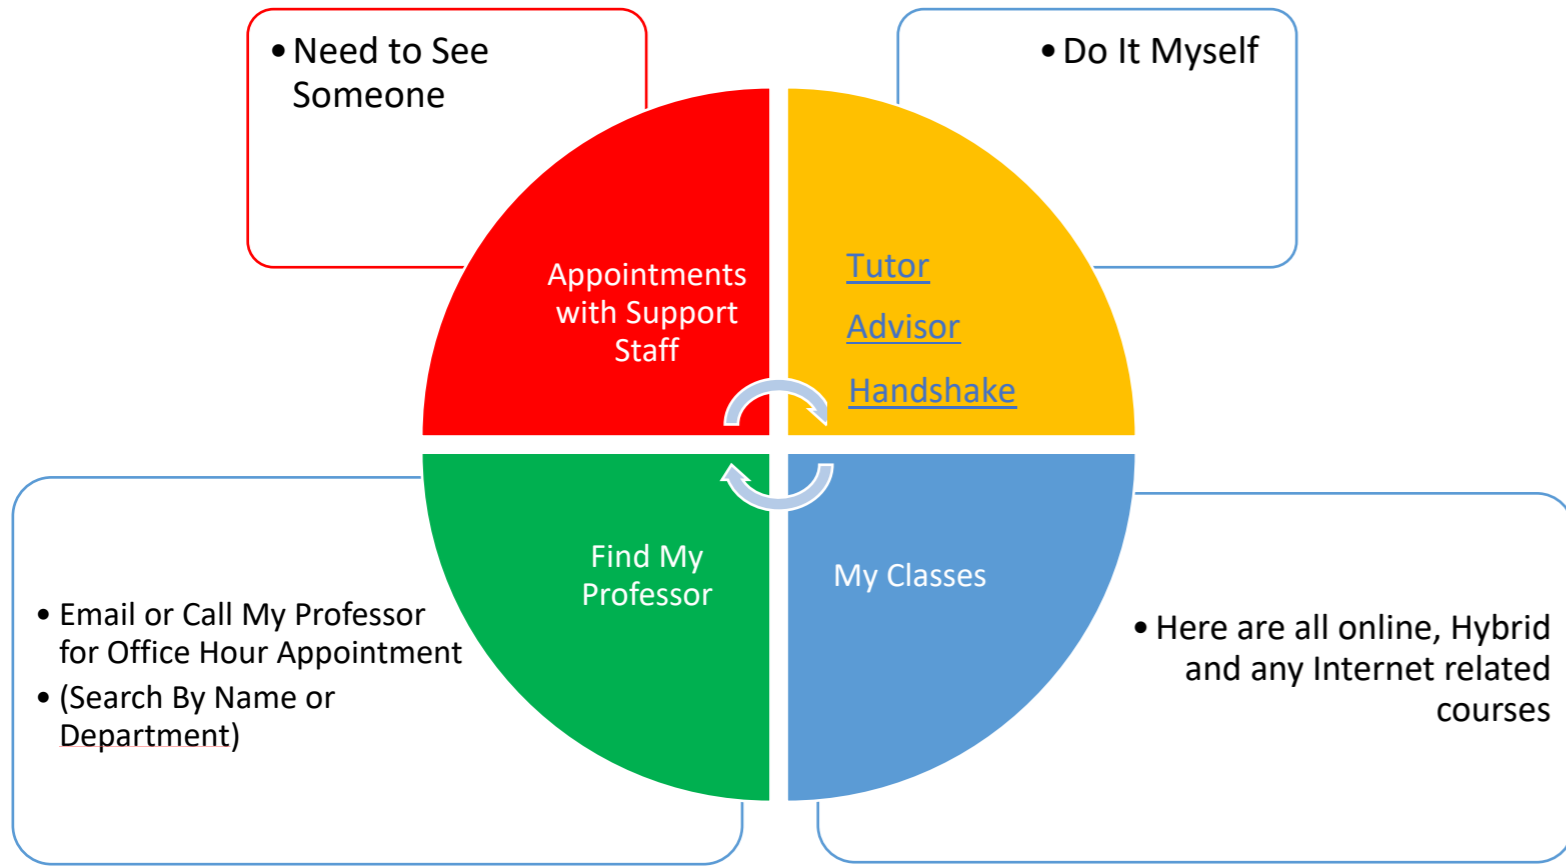 • Need to See
Someone
• Do It Myself
Appointments
with Support
Staff
Tutor
Advisor
Handshake
Find My
Professor
My Classes
• Email or Call My Professor
for Office Hour Appointment
• (Search By Name or
Department)
• Here are all online, Hybrid
and any Internet related
courses